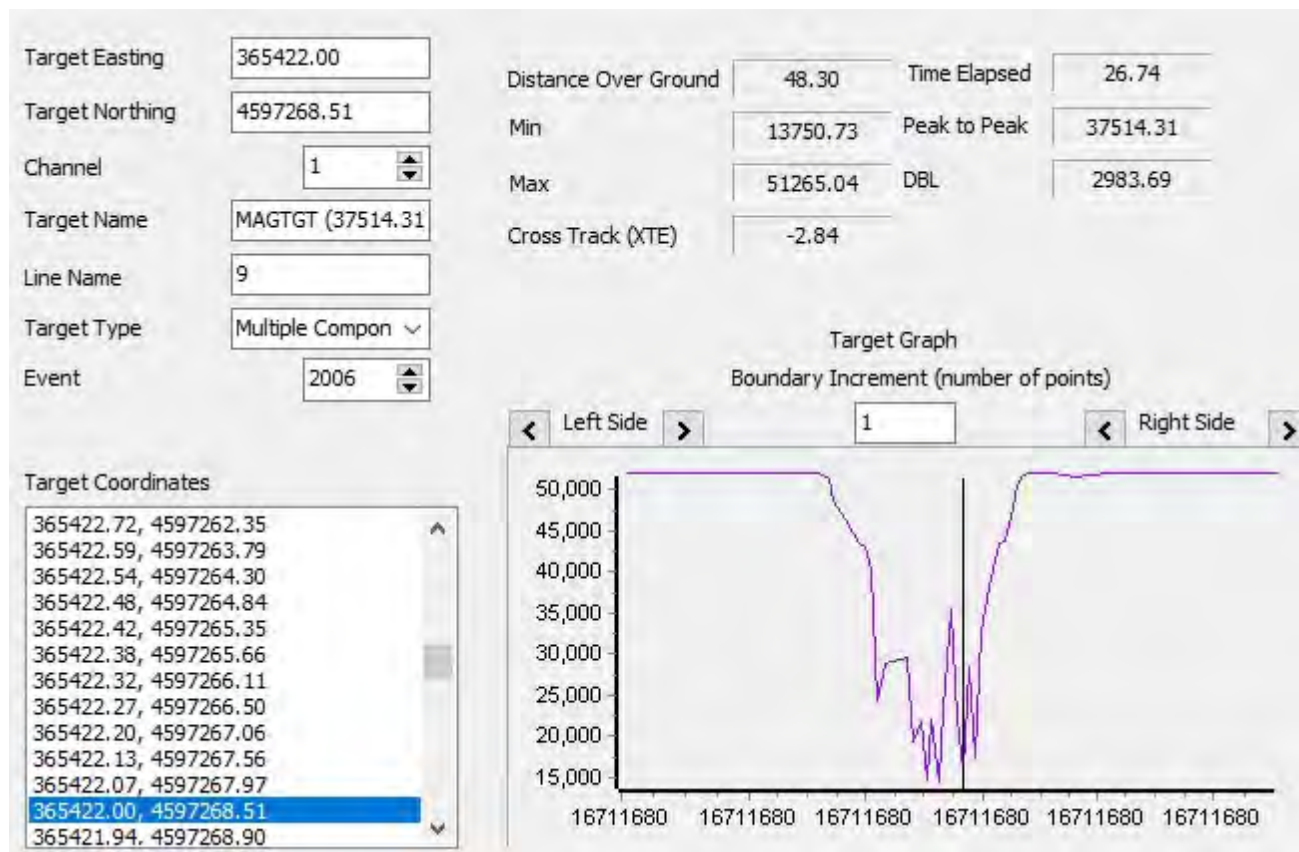 Target Easting 365422.00
Target Northing 4597268.51
Channel 1
Target Name MAGTGT (37514.31
Line Name 9
Target Type Multiple Compon
Event 2006
Distance Over Ground 48.30 Time Elapsed 26.74
Min 13750.73 Peak to Peak 37514.31
Max 51265.04 DBL 2983.69
Cross Track (XTE) -2.84
Target Coordinates
365422.72, 4597262.35
365422.59, 4597263.79
365422.54, 4597264.30
365422.48, 4597264.84
365422.42, 4597265.35
365422.38, 4597265.66
365422.32, 4597266.11
365422.27, 4597266.50
365422.20, 4597267.06
365422.13, 4597267.56
365422.07, 4597267.97
365422.00, 4597268.51
365421.94, 4597268.90
Target Graph
Boundary Increment (number of points)
< Left Side > 1 < Right Side >
50,000
45,000
40,000
35,000
30,000
25,000
20,000
15,000
16711680 16711680 16711680 16711680 16711680 16711680